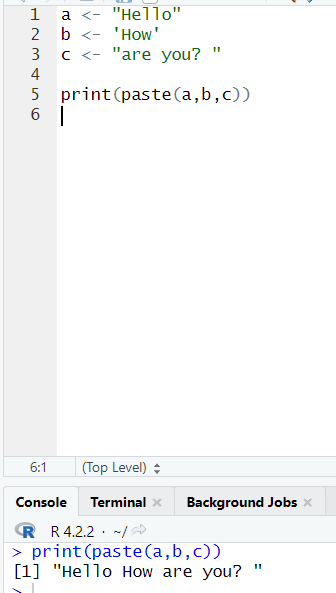 1 a <- "Hello"
2 b <- 'How'
3 c <- "are you? "
4
5 print(paste(a,b,c))
6
6:1 (Top Level)
Console Terminal Background Jobs
R R 4.2.2 · ~/
> print(paste(a,b,c))
[1] "Hello How are you? "
>